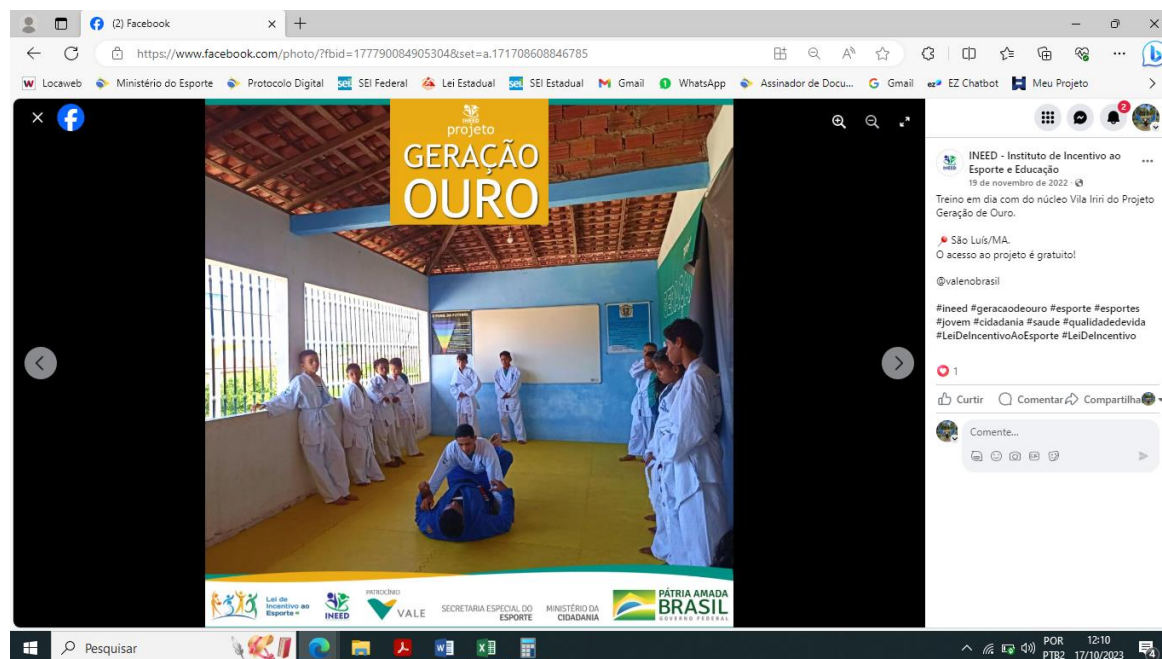 (2) Facebook
https://www.facebook.com/photo/?fbid=177790084905304&set=a.171708608846785
Locaweb
Ministério do Esporte
Protocolo Digital
SEI Federal
Lei Estadual
SEI Estadual
Gmail
WhatsApp
Assinador de Docu...
Gmail
EZ Chatbot
Meu Projeto
INEED
projeto
GERAÇÃO
OURO
2
INEED - Instituto de Incentivo ao
Esporte e Educação
19 de novembro de 2022
Treino em dia com do núcleo Vila Iriri do Projeto
Geração de Ouro.
São Luís/MA.
O acesso ao projeto é gratuito!
@valenobrasil
#ineed #geracaodeouro #esporte #esportes
#jovem #cidadania #saude #qualidadedevida
#LeiDeIncentivoAoEsporte #LeiDeIncentivo
1
Curtir
Comentar
Compartilha
Comente...
Lei de
Incentivo ao
Esporte
INEED
PATROCÍNIO
VALE
SECRETARIA ESPECIAL DO
ESPORTE
MINISTÉRIO DA
CIDADANIA
PÁTRIA AMADA
BRASIL
GOVERNO FEDERAL
Pesquisar
POR
PTB2
12:10
17/10/2023
4